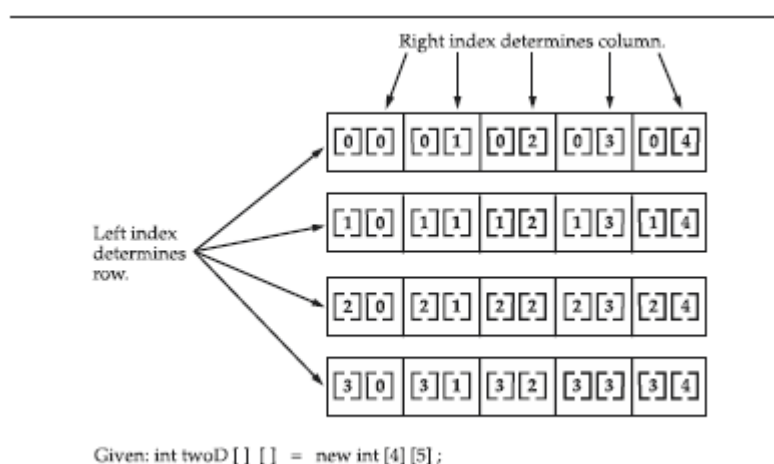 Right index determines column.
[0][0] [0][1] [0][2] [0][3] [0][4]
[1][0] [1][1] [1][2] [1][3] [1][4]
Left index
determines
row.
[2][0] [2][1] [2][2] [2][3] [2][4]
[3][0] [3][1] [3][2] [3][3] [3][4]
Given: int twoD [ ] [ ] = new int [4] [5] ;